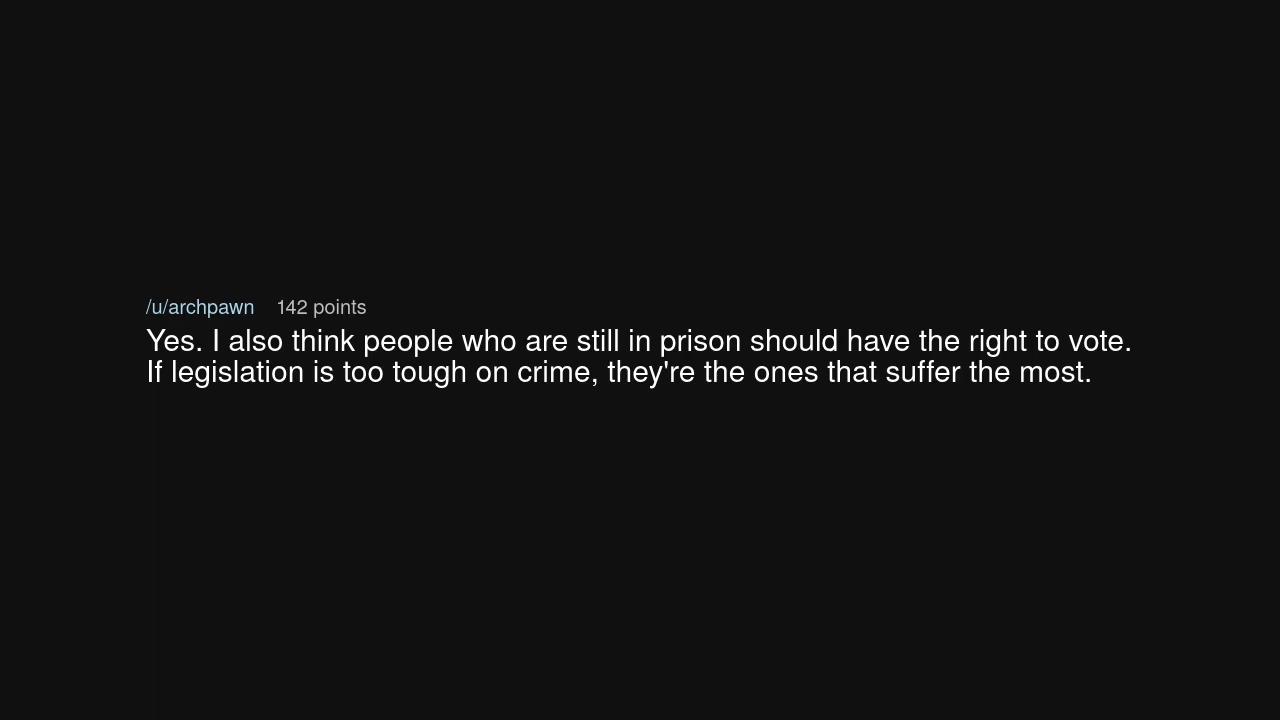 /u/archpawn 142 points
Yes. I also think people who are still in prison should have the right to vote.
If legislation is too tough on crime, they're the ones that suffer the most.